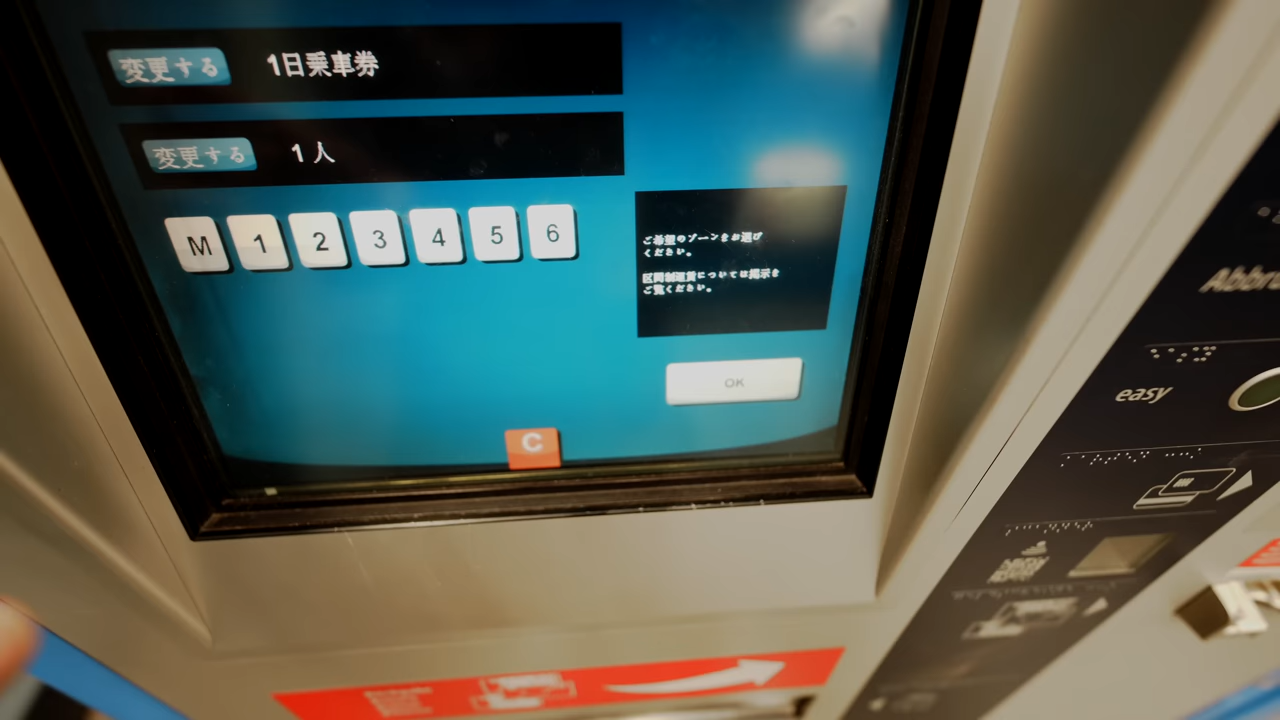 変更する 1日乗車券
変更する 1人
M 1 2 3 4 5 6
ご希望のゾーンをお選び
ください。
区間制運賃については掲示を
ご覧ください。
OK
C
easy